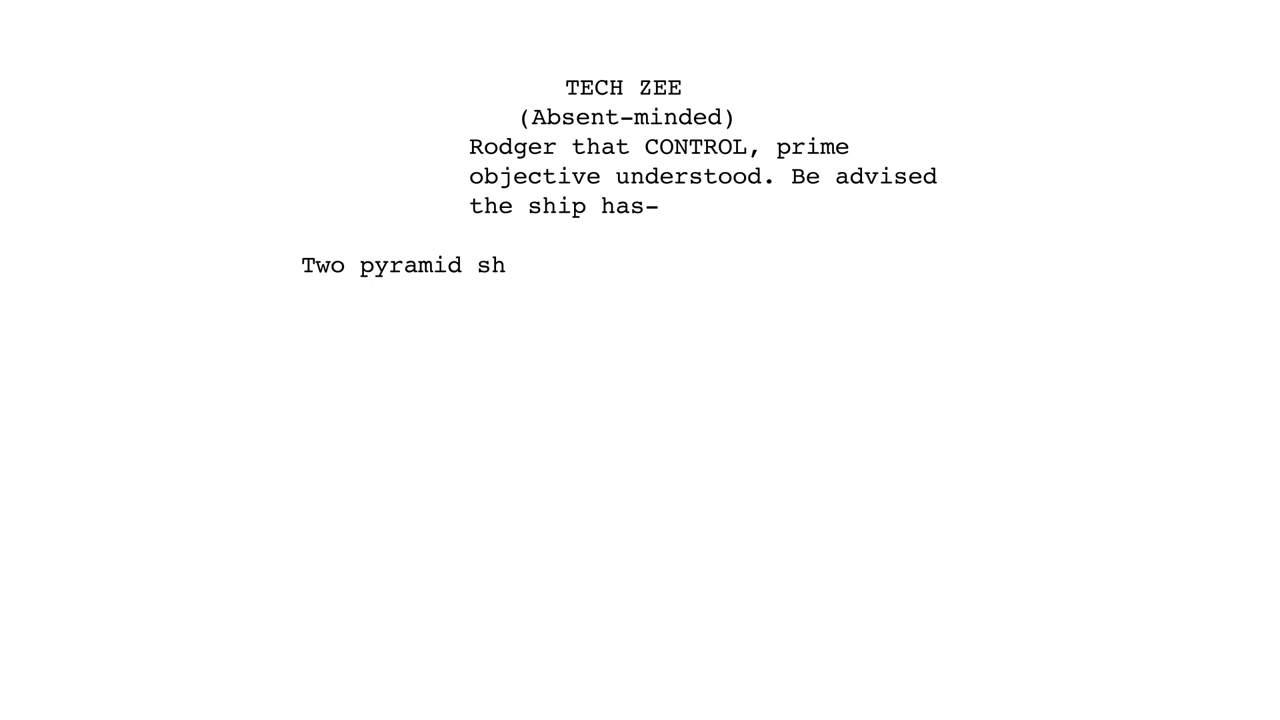 TECH ZEE
(Absent-minded)
Rodger that CONTROL, prime
objective understood. Be advised
the ship has-
Two pyramid sh